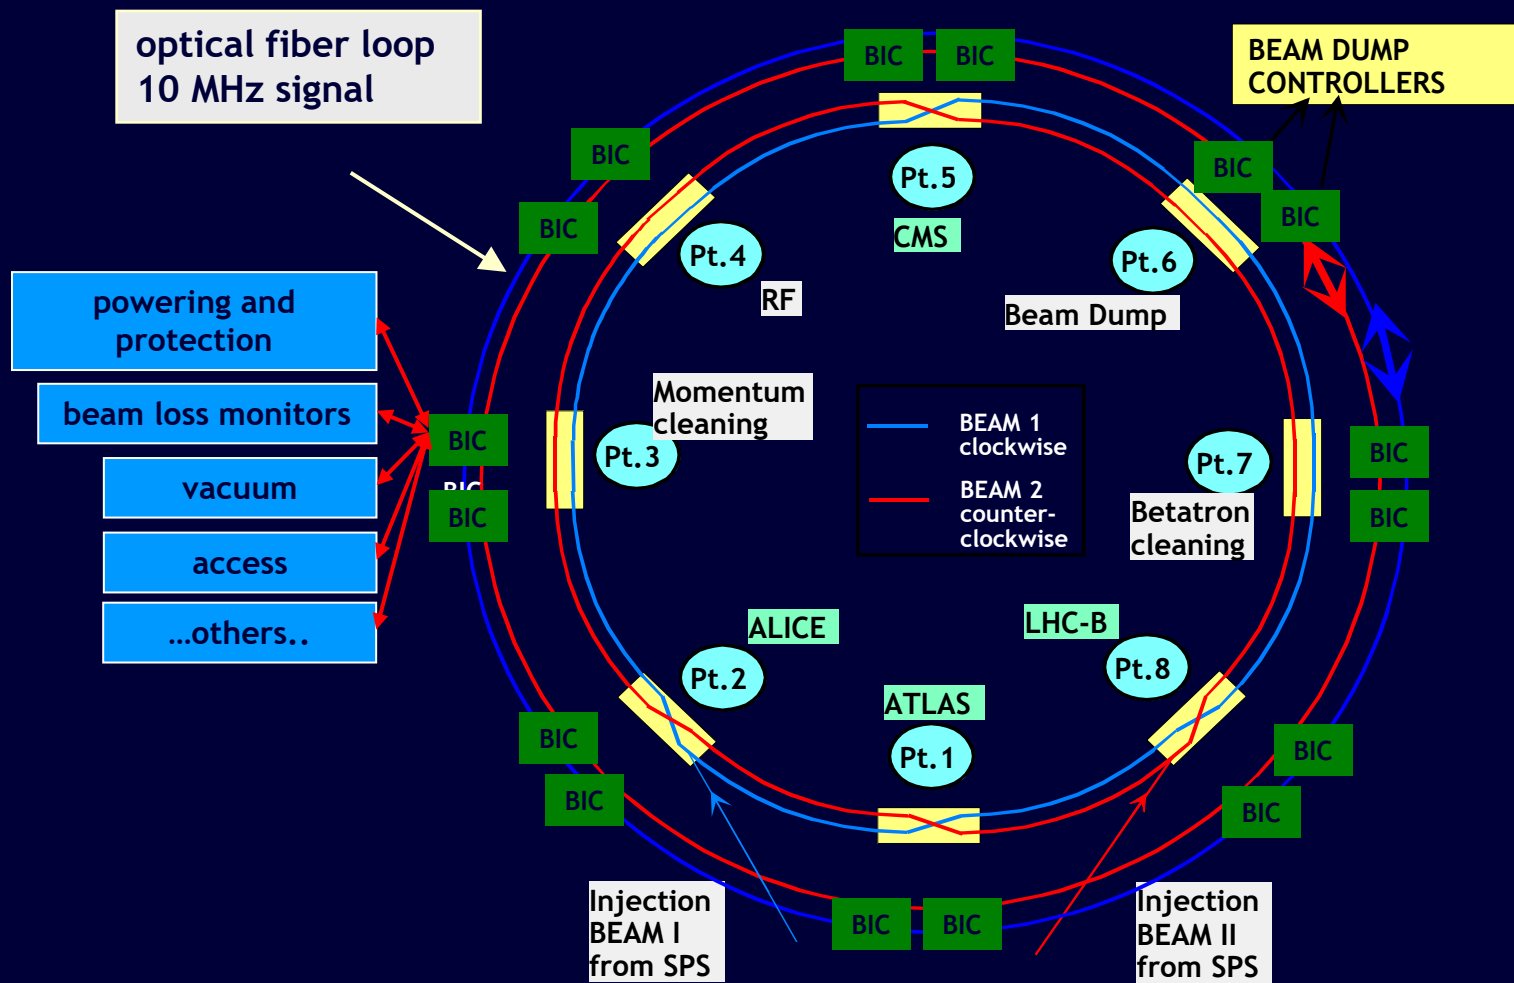 optical fiber loop
10 MHz signal
BIC
BIC
BEAM DUMP
CONTROLLERS
BIC
BIC
BIC
BIC
Pt.5
CMS
Pt.4
RF
Pt.6
Beam Dump
powering and
protection
beam loss monitors
vacuum
access
…others..
BIC
BIC
BIC
Momentum
cleaning
Pt.3
BEAM 1
clockwise
BEAM 2
counter-
clockwise
Pt.7
Betatron
cleaning
BIC
BIC
ALICE
Pt.2
LHC-B
Pt.8
ATLAS
Pt.1
BIC
BIC
BIC
BIC
Injection
BEAM I
from SPS
BIC
BIC
Injection
BEAM II
from SPS